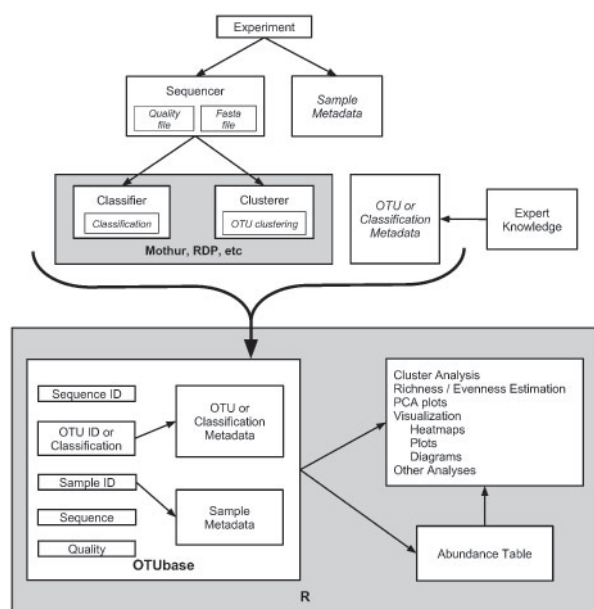 Experiment
Sequencer
Quality
file
Fasta
file
Sample
Metadata
Classifier
Classification
Clusterer
OTU clustering
Mothur, RDP, etc
OTU or
Classification
Metadata
Expert
Knowledge
Sequence ID
OTU ID or
Classification
Sample ID
Sequence
Quality
OTU or
Classification
Metadata
Sample
Metadata
OTUbase
Cluster Analysis
Richness / Evenness Estimation
PCA plots
Visualization
Heatmaps
Plots
Diagrams
Other Analyses
Abundance Table
R